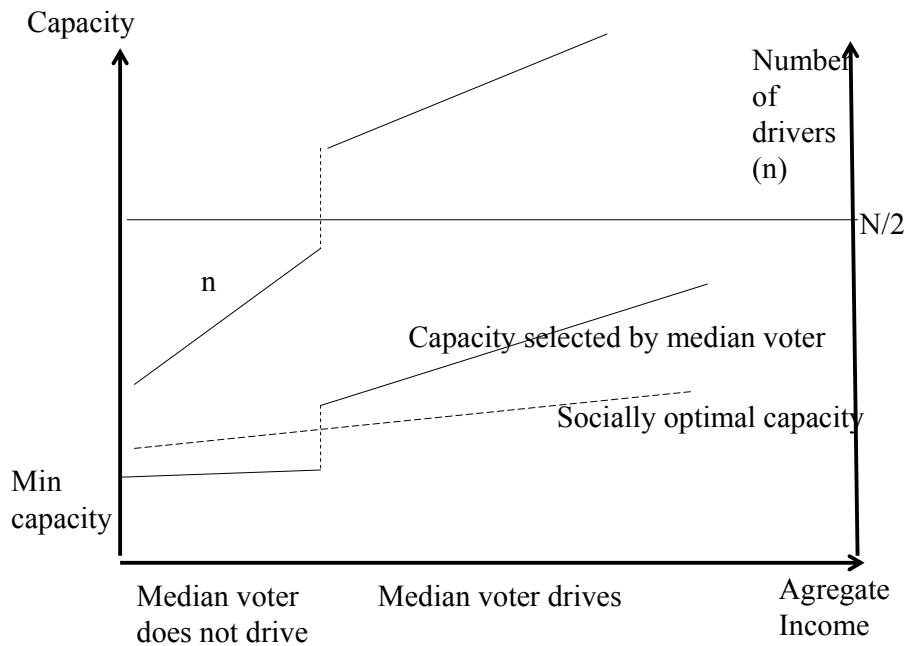 Capacity
Number
of
drivers
(n)
N/2
n
Capacity selected by median voter
Socially optimal capacity
Min
capacity
Median voter
does not drive
Median voter drives
Agregate
Income